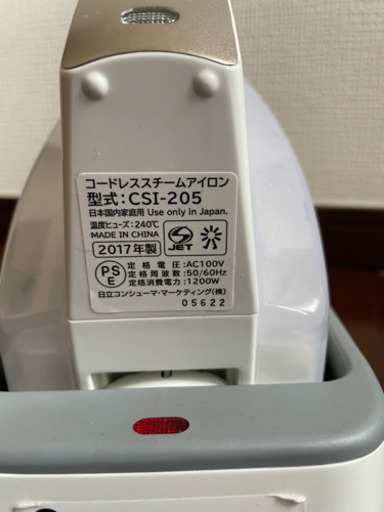 コードレススチームアイロン
型式:CSI-205
日本国内家庭用 Use only in Japan.
温度ヒューズ:240℃
MADE IN CHINA
2017年製
S JET
PS E
定格電圧:AC100V
定格周波数:50/60Hz
定格消費電力:1200W
日立コンシューマ・マーケティング(株)
05622